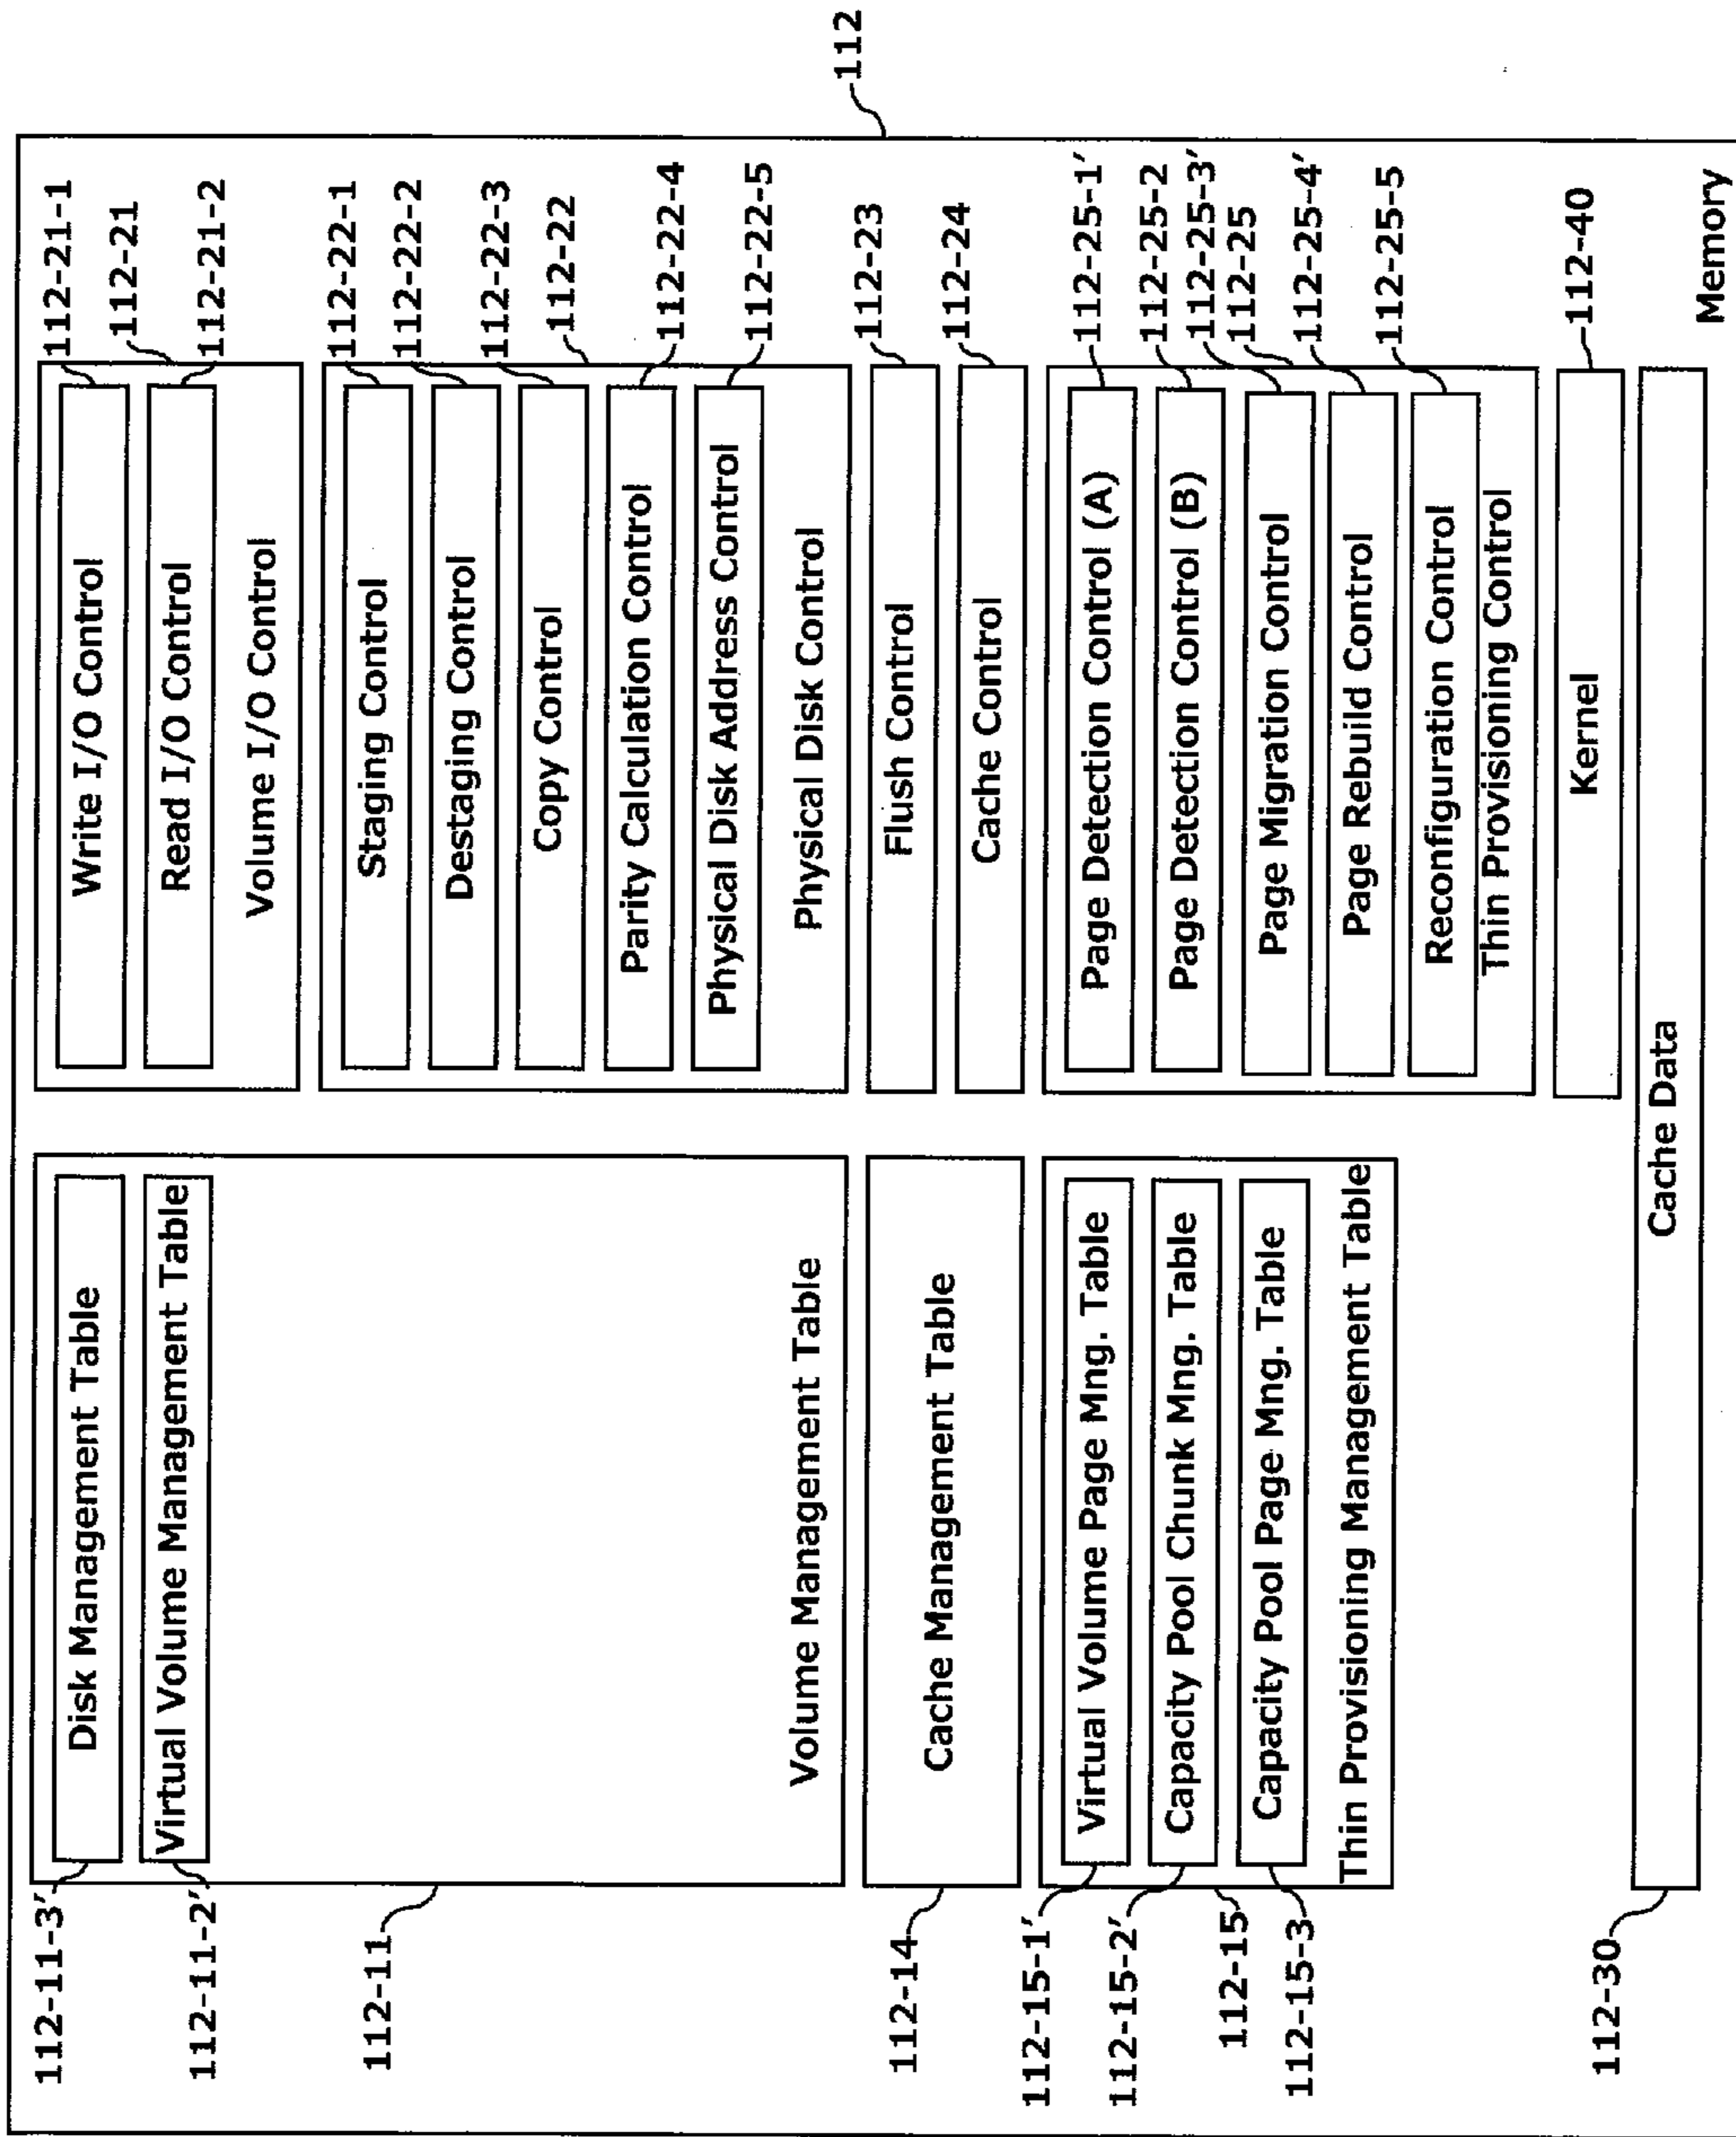 112-11-3′
Disk Management Table
112-11-2′
Virtual Volume Management Table
112-11
Volume Management Table
112-14
Cache Management Table
112-15-1′
Virtual Volume Page Mng. Table
112-15-2′
Capacity Pool Chunk Mng. Table
112-15
112-15-3
Capacity Pool Page Mng. Table
Thin Provisioning Management Table
112-30
Cache Data
Write I/O Control
112-21-1
112-21
Read I/O Control
112-21-2
Volume I/O Control
Staging Control
112-22-1
Destaging Control
112-22-2
Copy Control
112-22-3
112-22
Parity Calculation Control
112-22-4
Physical Disk Address Control
112-22-5
Physical Disk Control
Flush Control
112-23
Cache Control
112-24
Page Detection Control (A)
112-25-1′
Page Detection Control (B)
112-25-2
Page Migration Control
112-25-3′
112-25
Page Rebuild Control
112-25-4′
Reconfiguration Control
112-25-5
Thin Provisioning Control
Kernel
112-40
Memory
112